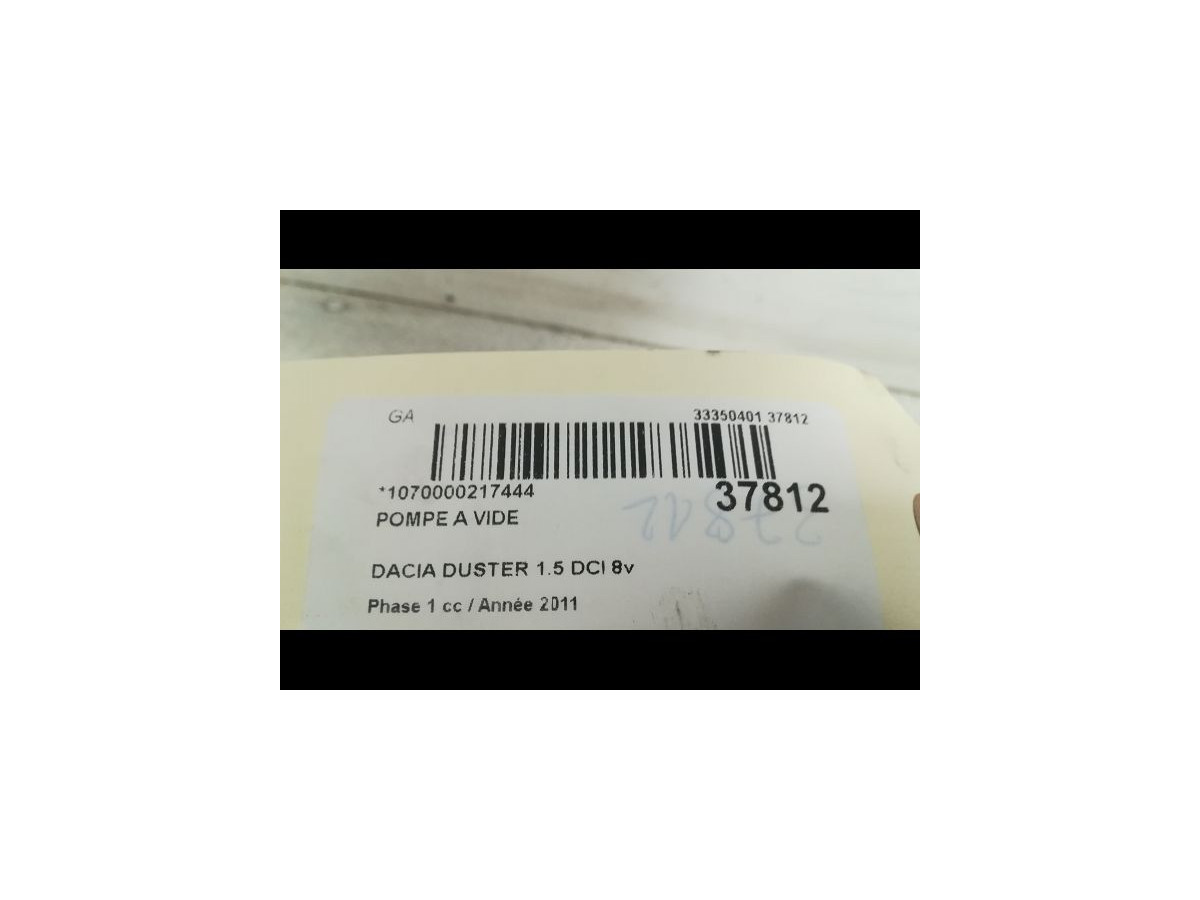 GA
33350401 37812
*1070000217444
37812
POMPE A VIDE
DACIA DUSTER 1.5 DCI 8v
Phase 1 cc / Année 2011